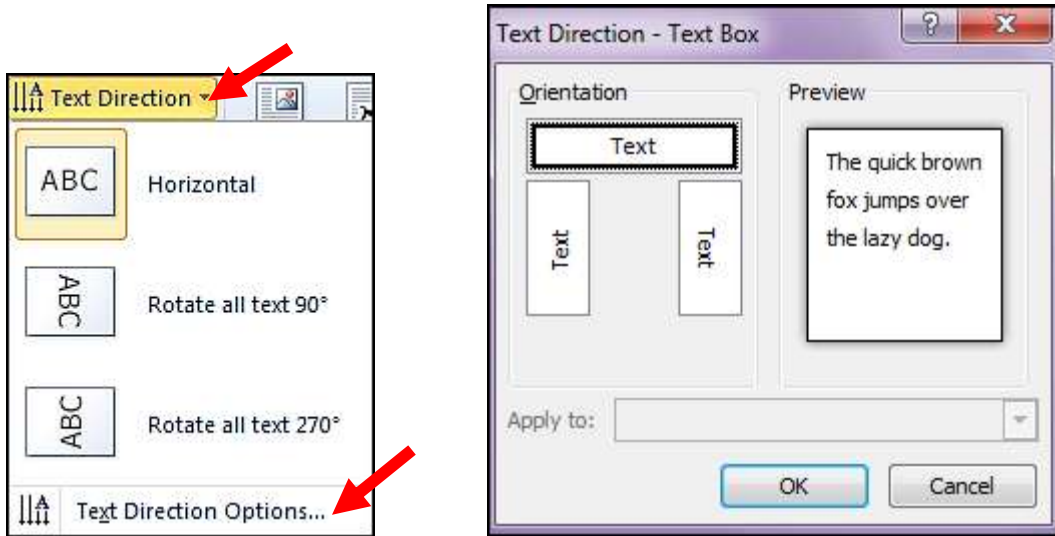 Text Direction
ABC
Horizontal
ABC
Rotate all text 90°
ABC
Rotate all text 270°
Text Direction Options...
Text Direction - Text Box
?
X
Orientation
Text
Text
Text
Preview
The quick brown
fox jumps over
the lazy dog.
Apply to:
OK
Cancel